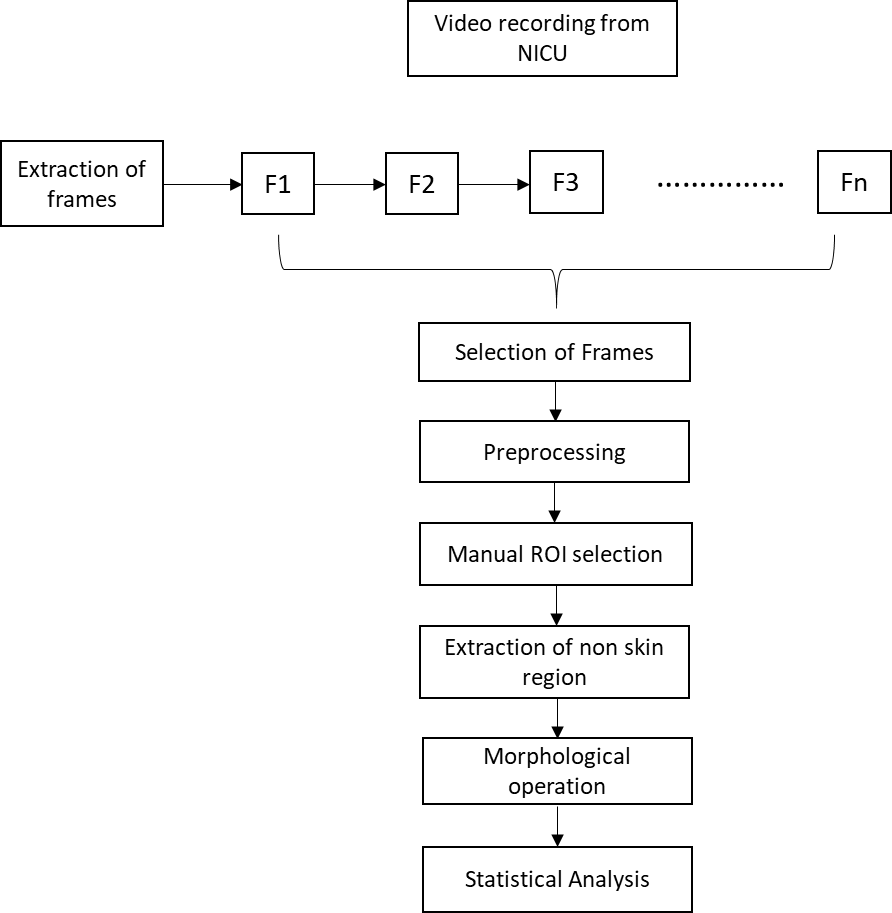 Video recording from
NICU
Extraction of
frames
F1
F2
F3
...............
Fn
Selection of Frames
Preprocessing
Manual ROI selection
Extraction of non skin
region
Morphological
operation
Statistical Analysis